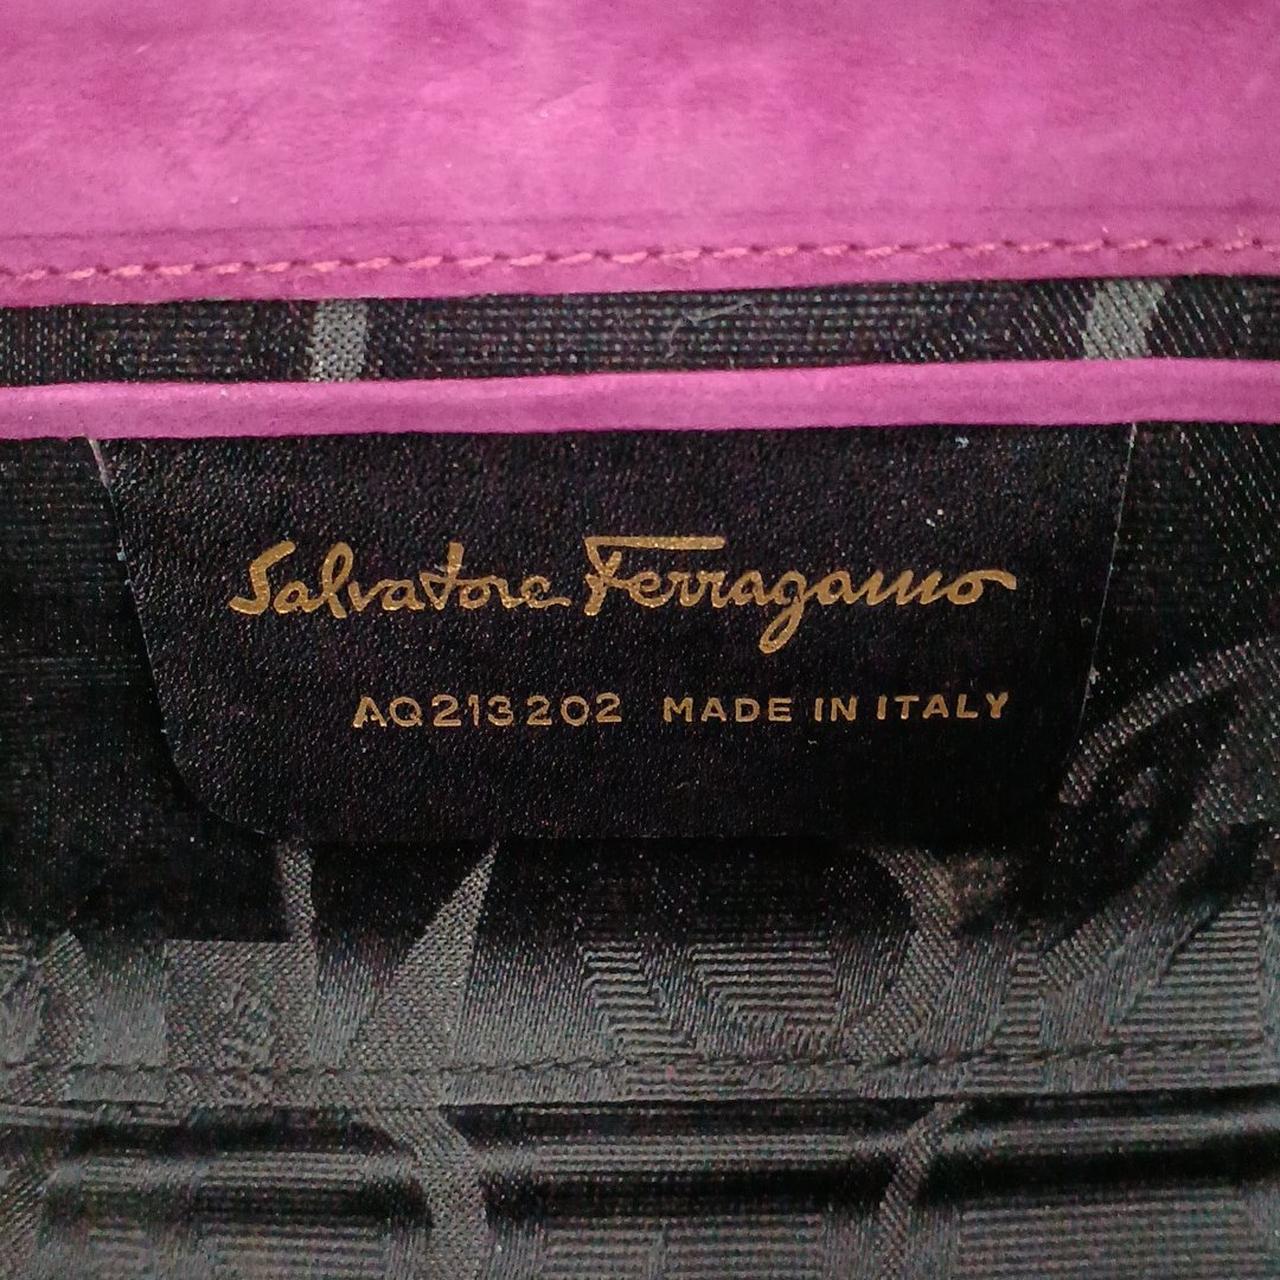 Salvatore Ferragamo
AQ213202 MADE IN ITALY